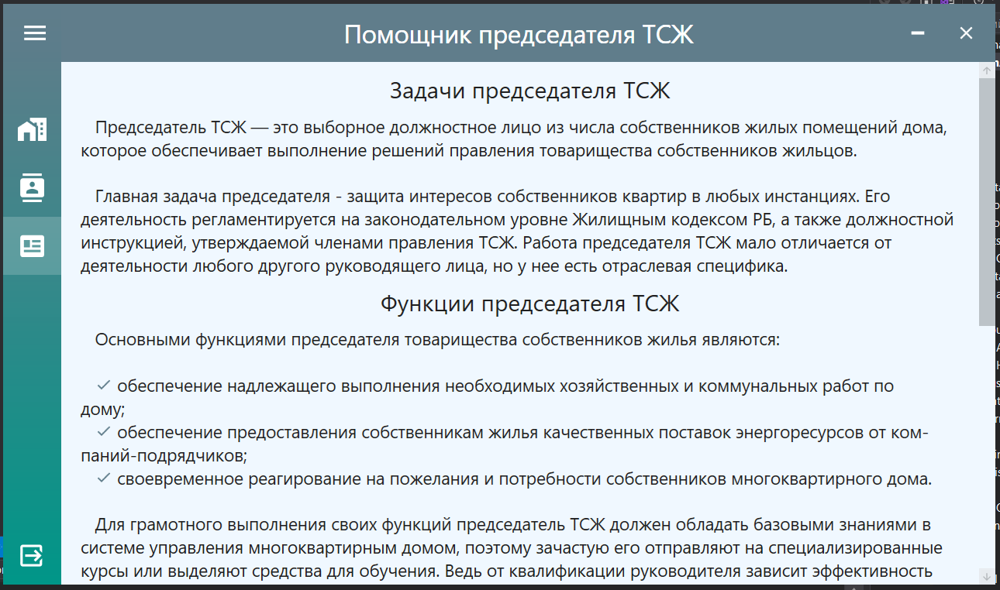 Помощник председателя ТСЖ
Задачи председателя ТСЖ
Председатель ТСЖ — это выборное должностное лицо из числа собственников жилых помещений дома,
которое обеспечивает выполнение решений правления товарищества собственников жильцов.
Главная задача председателя - защита интересов собственников квартир в любых инстанциях. Его
деятельность регламентируется на законодательном уровне Жилищным кодексом РБ, а также должностной
инструкцией, утверждаемой членами правления ТСЖ. Работа председателя ТСЖ мало отличается от
деятельности любого другого руководящего лица, но у нее есть отраслевая специфика.
Функции председателя ТСЖ
Основными функциями председателя товарищества собственников жилья являются:
✓ обеспечение надлежащего выполнения необходимых хозяйственных и коммунальных работ по
дому;
✓ обеспечение предоставления собственникам жилья качественных поставок энергоресурсов от ком-
паний-подрядчиков;
✓ своевременное реагирование на пожелания и потребности собственников многоквартирного дома.
Для грамотного выполнения своих функций председатель ТСЖ должен обладать базовыми знаниями в
системе управления многоквартирным домом, поэтому зачастую его отправляют на специализированные
курсы или выделяют средства для обучения. Ведь от квалификации руководителя зависит эффективность